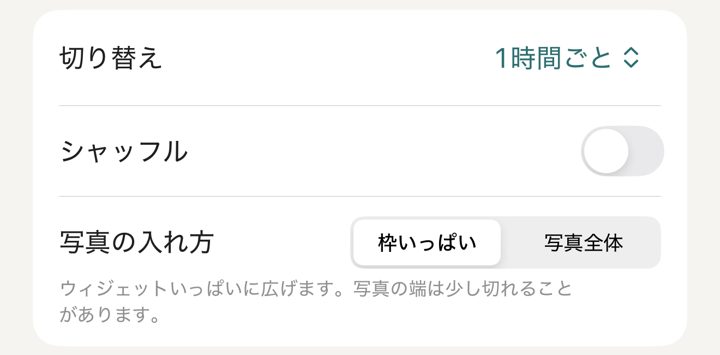 切り替え
1時間ごと
シャッフル
写真の入れ方
枠いっぱい
写真全体
ウィジェットいっぱいに広げます。写真の端は少し切れること
があります。